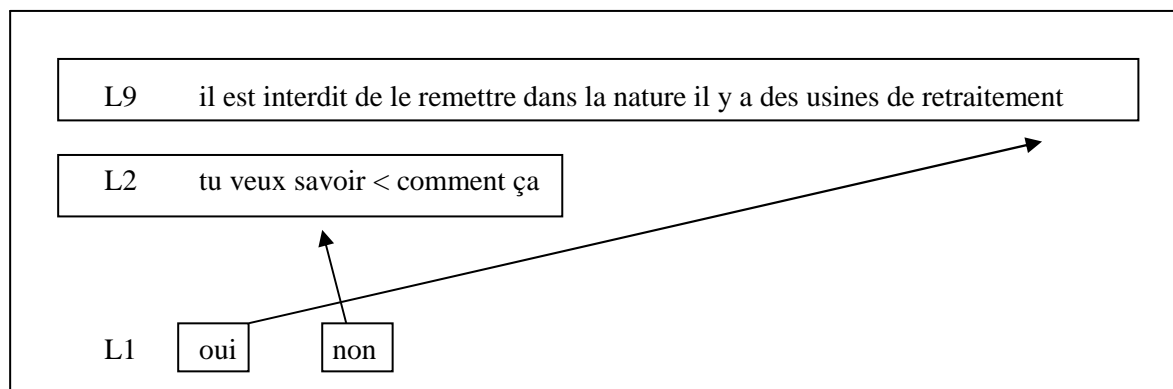 L9 il est interdit de le remettre dans la nature il y a des usines de retraitement
L2 tu veux savoir < comment ça
L1 oui non